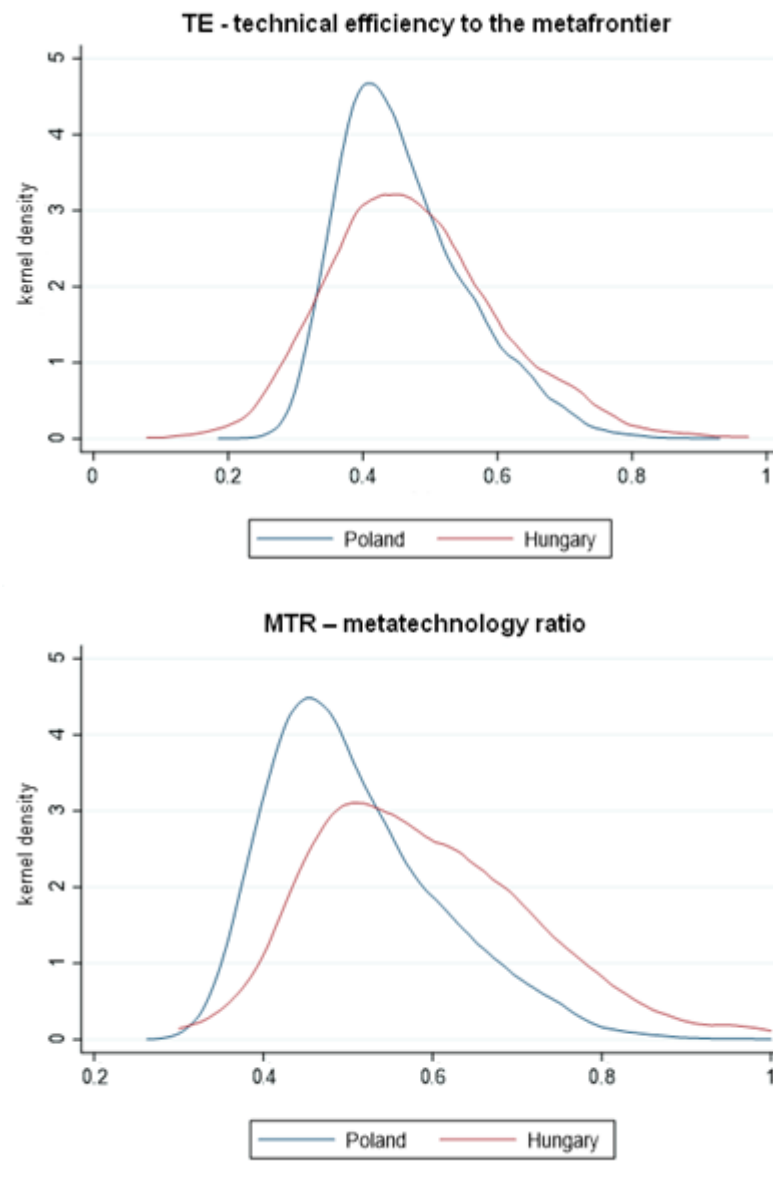 TE - technical efficiency to the metafrontier
5
4
3
2
1
0
kernel density
0 0.2 0.4 0.6 0.8 1
Poland Hungary
MTR – metatechnology ratio
5
4
3
2
1
0
kernel density
0.2 0.4 0.6 0.8 1
Poland Hungary